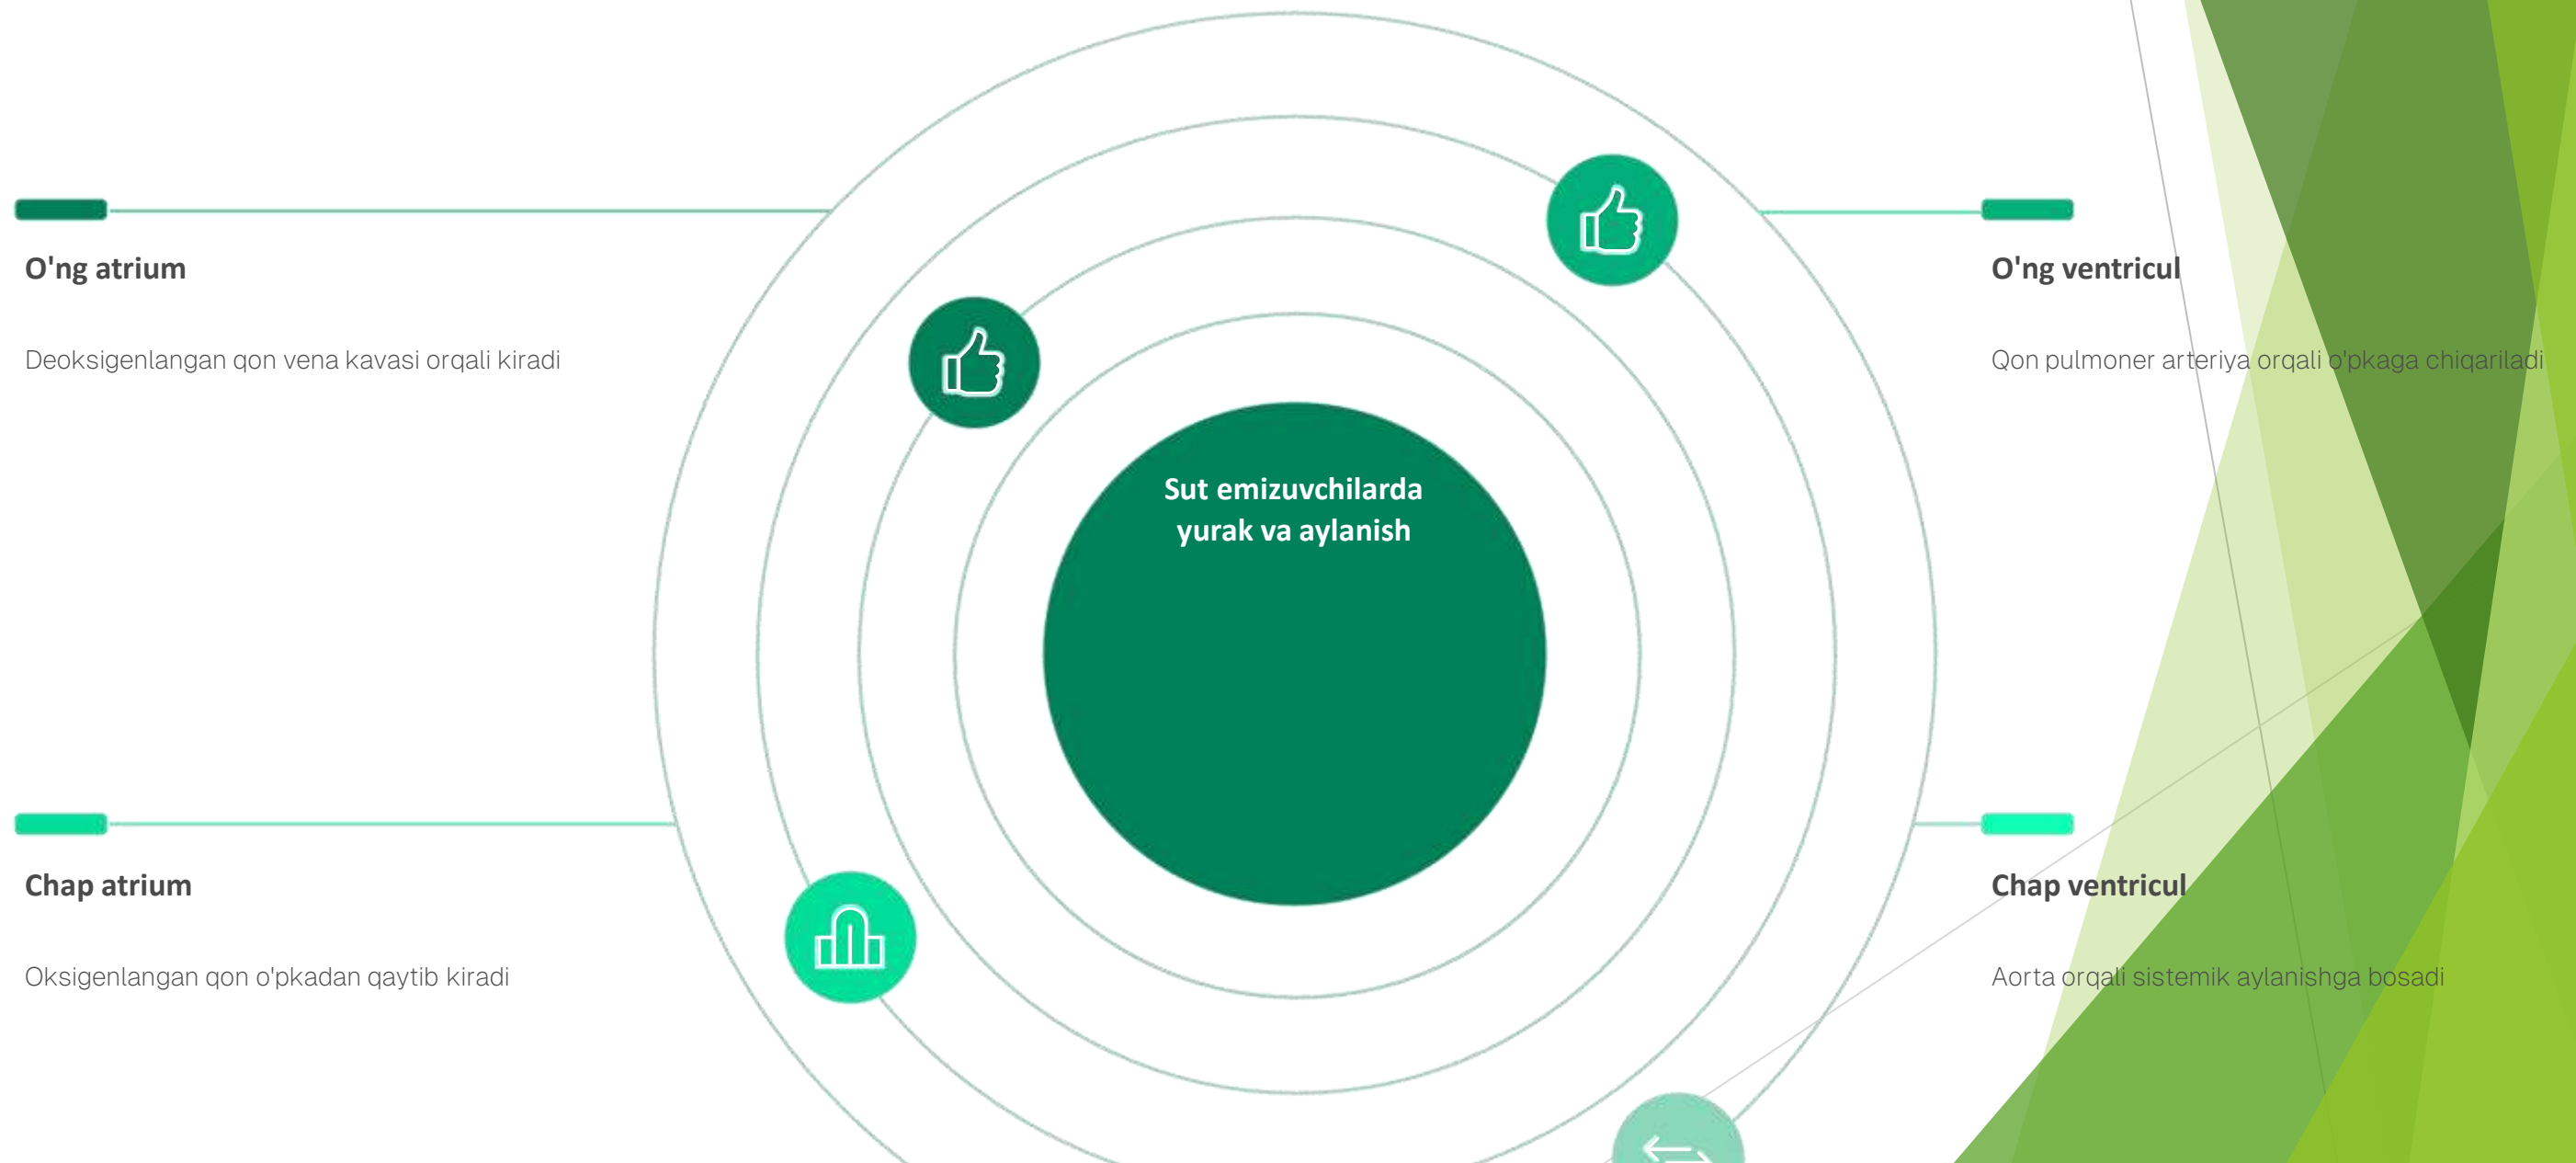 O'ng atrium
Deoksigenlangan qon vena kavasi orqali kiradi
O'ng ventricul
Qon pulmoner arteriya orqali o'pkaga chiqariladi
Sut emizuvchilarda
yurak va aylanish
Chap atrium
Oksigenlangan qon o'pkadan qaytib kiradi
Chap ventricul
Aorta orqali sistemik aylanishga bosadi